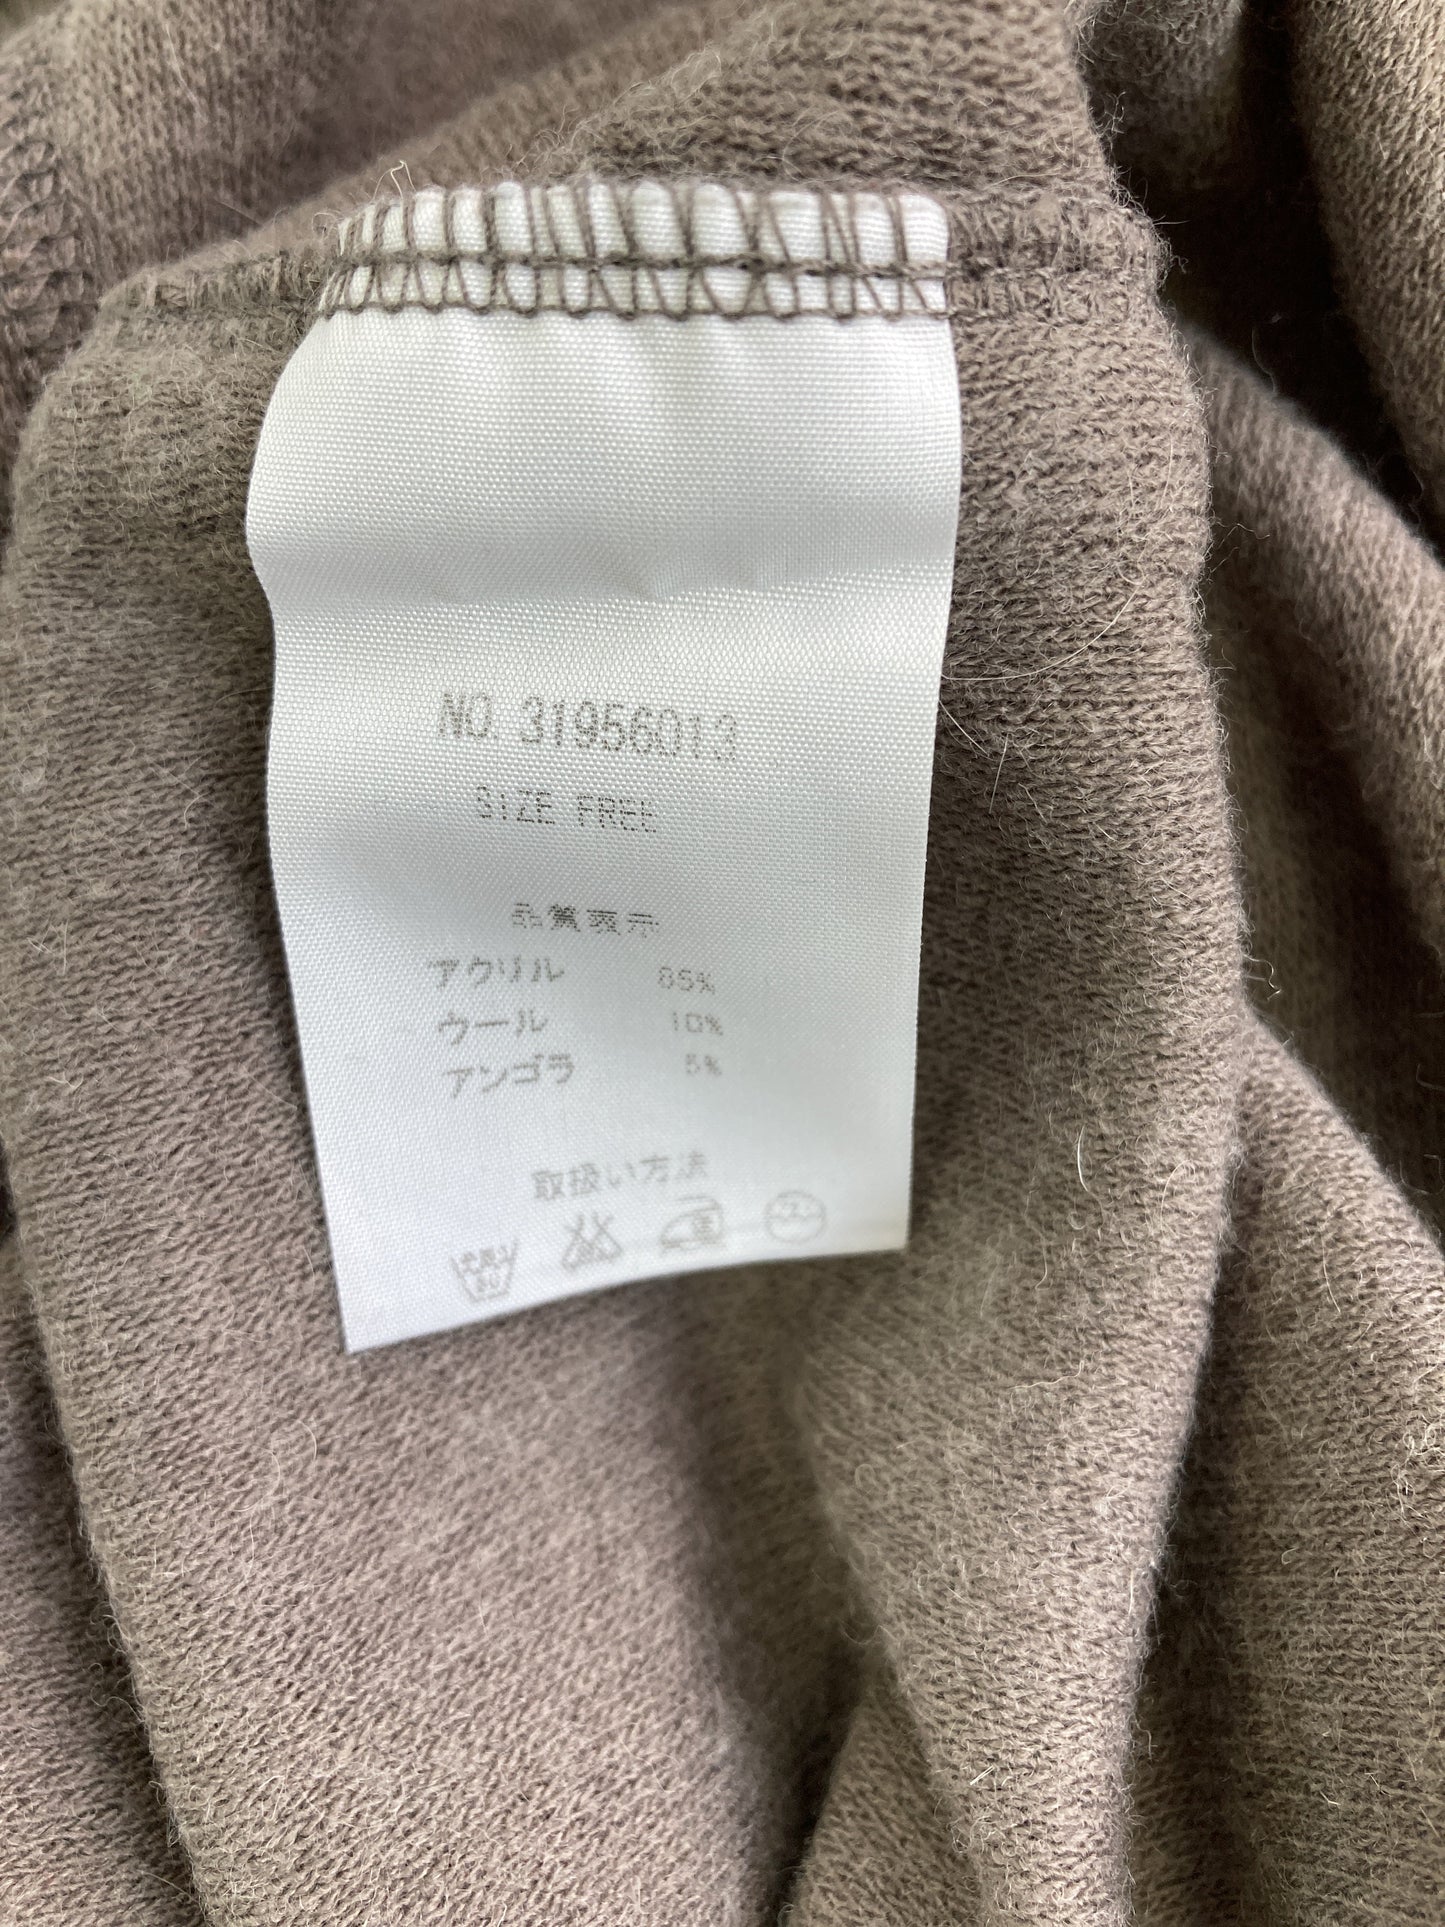 NO.31956013
SIZE FREE
品質表示
アクリル 85%
ウール 10%
アンゴラ 5%
取扱い方法